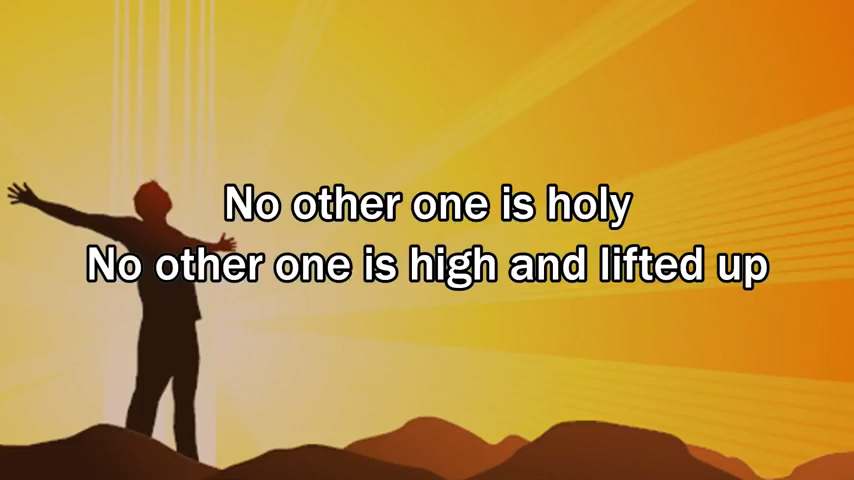 No other one is holy
No other one is high and lifted up